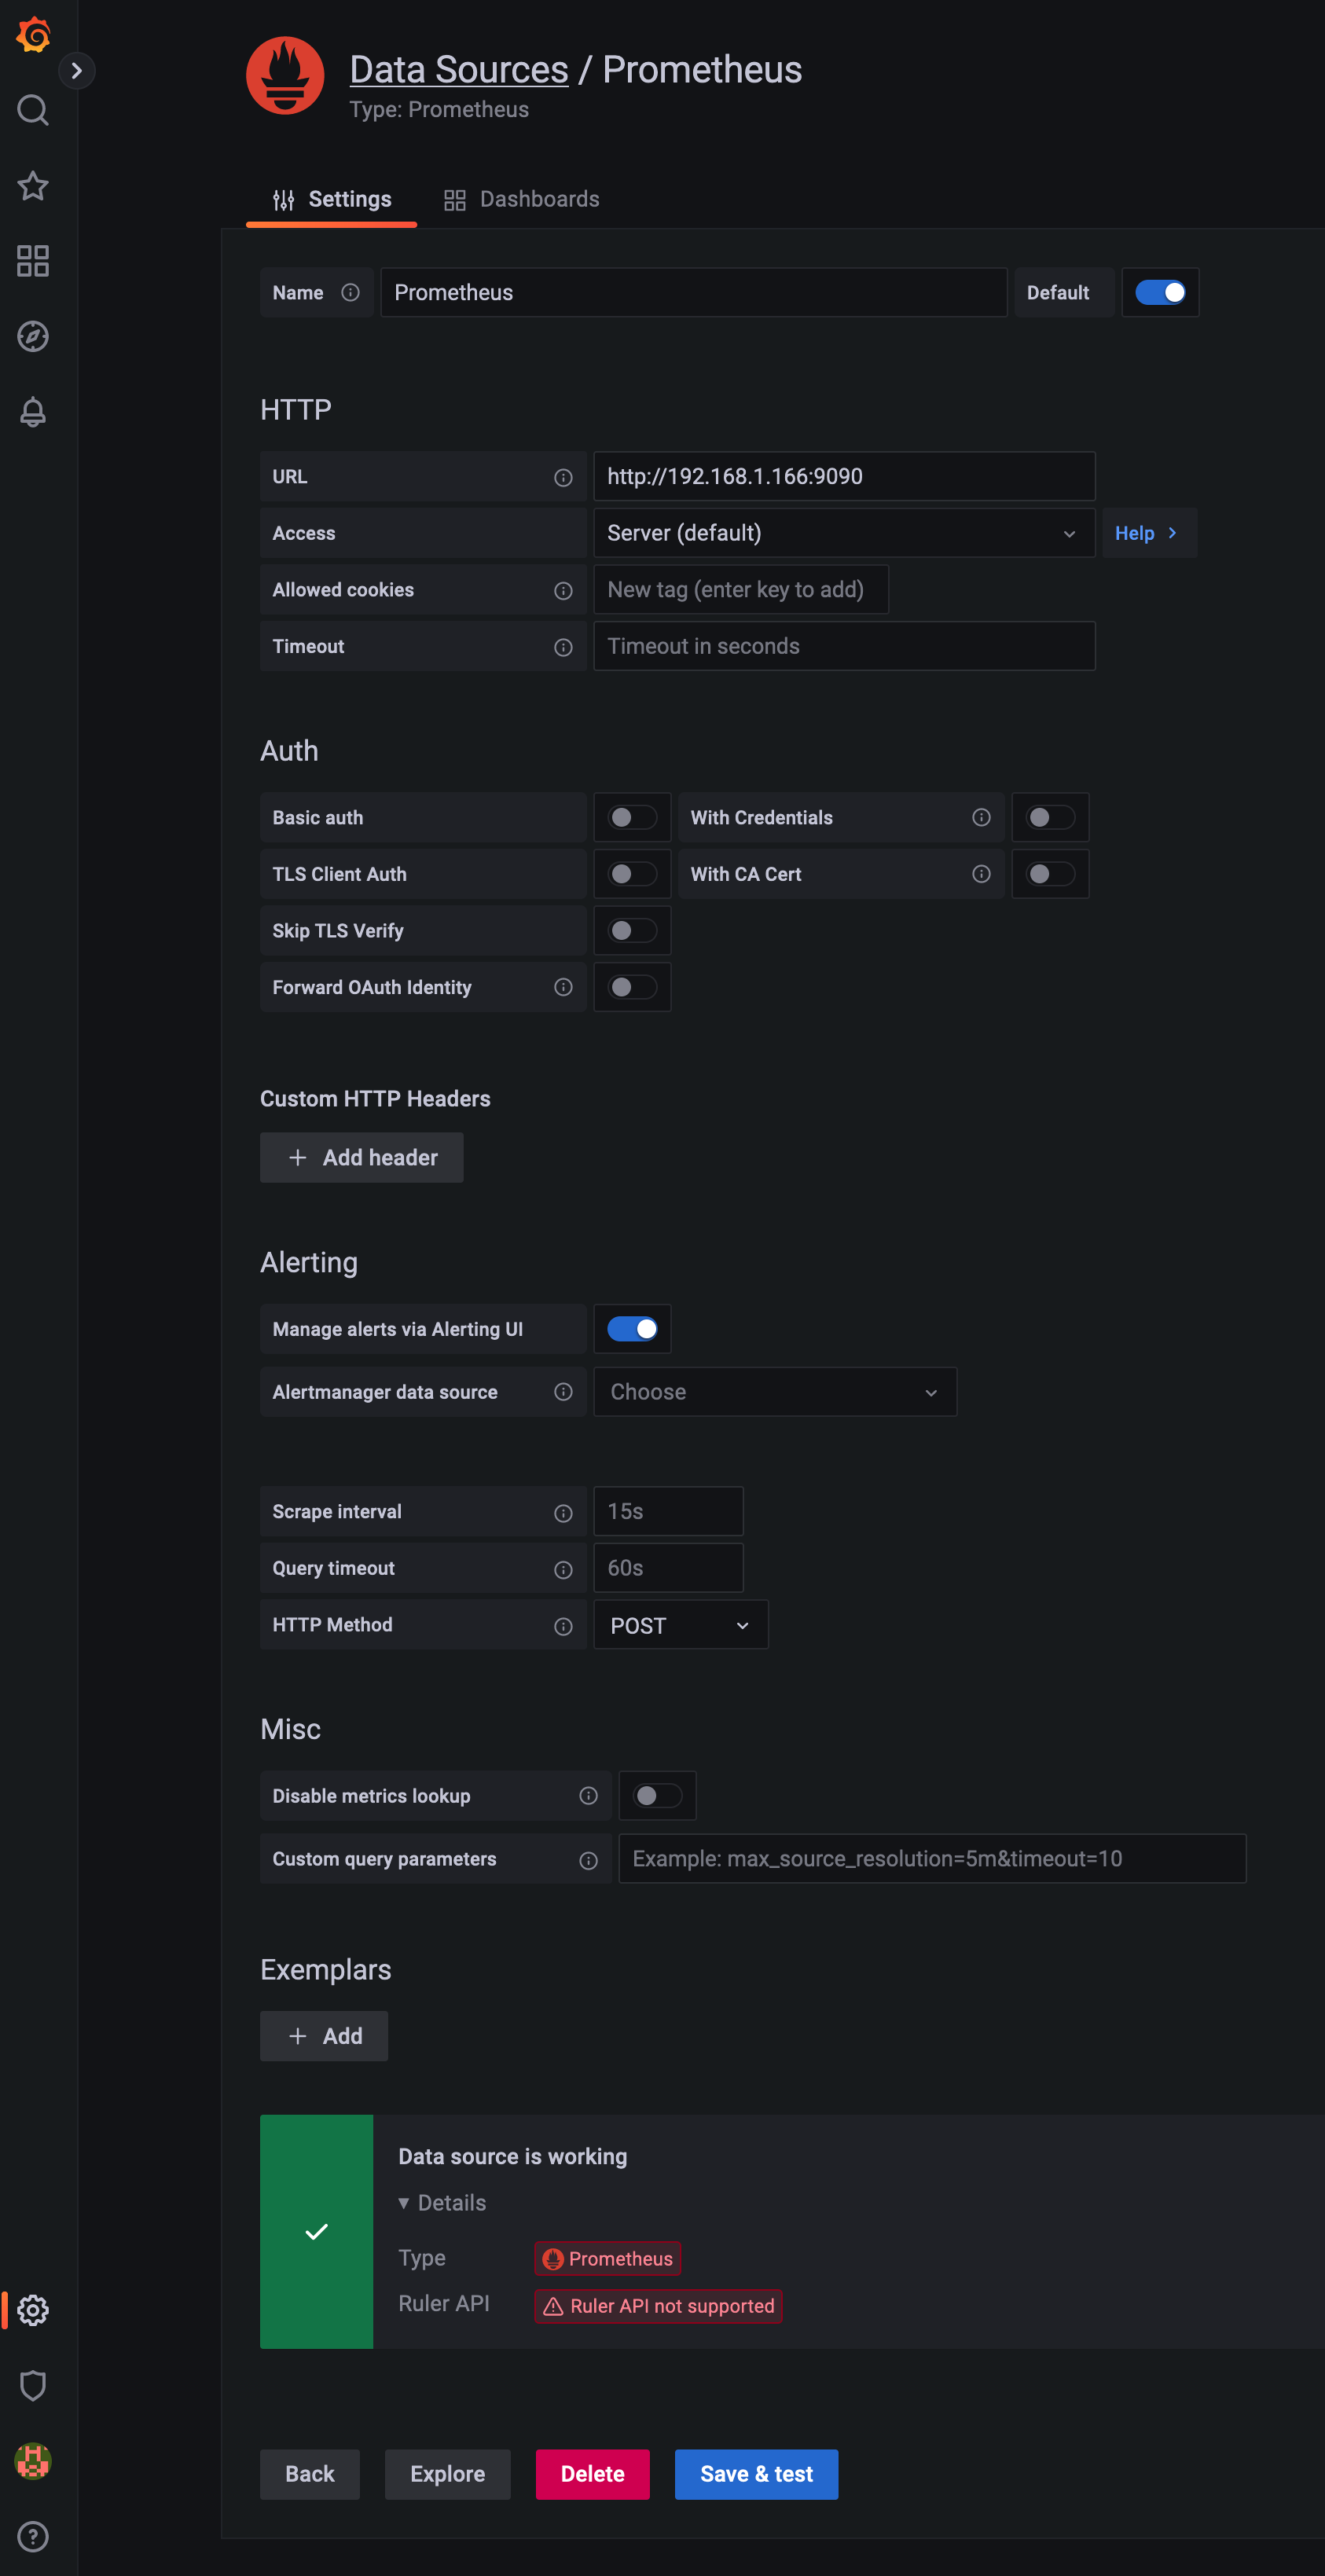 Data Sources / Prometheus
Type: Prometheus
Settings
Dashboards
Name
Prometheus
Default
HTTP
URL
http://192.168.1.166:9090
Access
Server (default)
Help
Allowed cookies
New tag (enter key to add)
Timeout
Timeout in seconds
Auth
Basic auth
With Credentials
TLS Client Auth
With CA Cert
Skip TLS Verify
Forward OAuth Identity
Custom HTTP Headers
Add header
Alerting
Manage alerts via Alerting UI
Alertmanager data source
Choose
Scrape interval
15s
Query timeout
60s
HTTP Method
POST
Misc
Disable metrics lookup
Custom query parameters
Example: max_source_resolution=5m&timeout=10
Exemplars
Add
Data source is working
Details
Type
Prometheus
Ruler API
Ruler API not supported
Back
Explore
Delete
Save & test